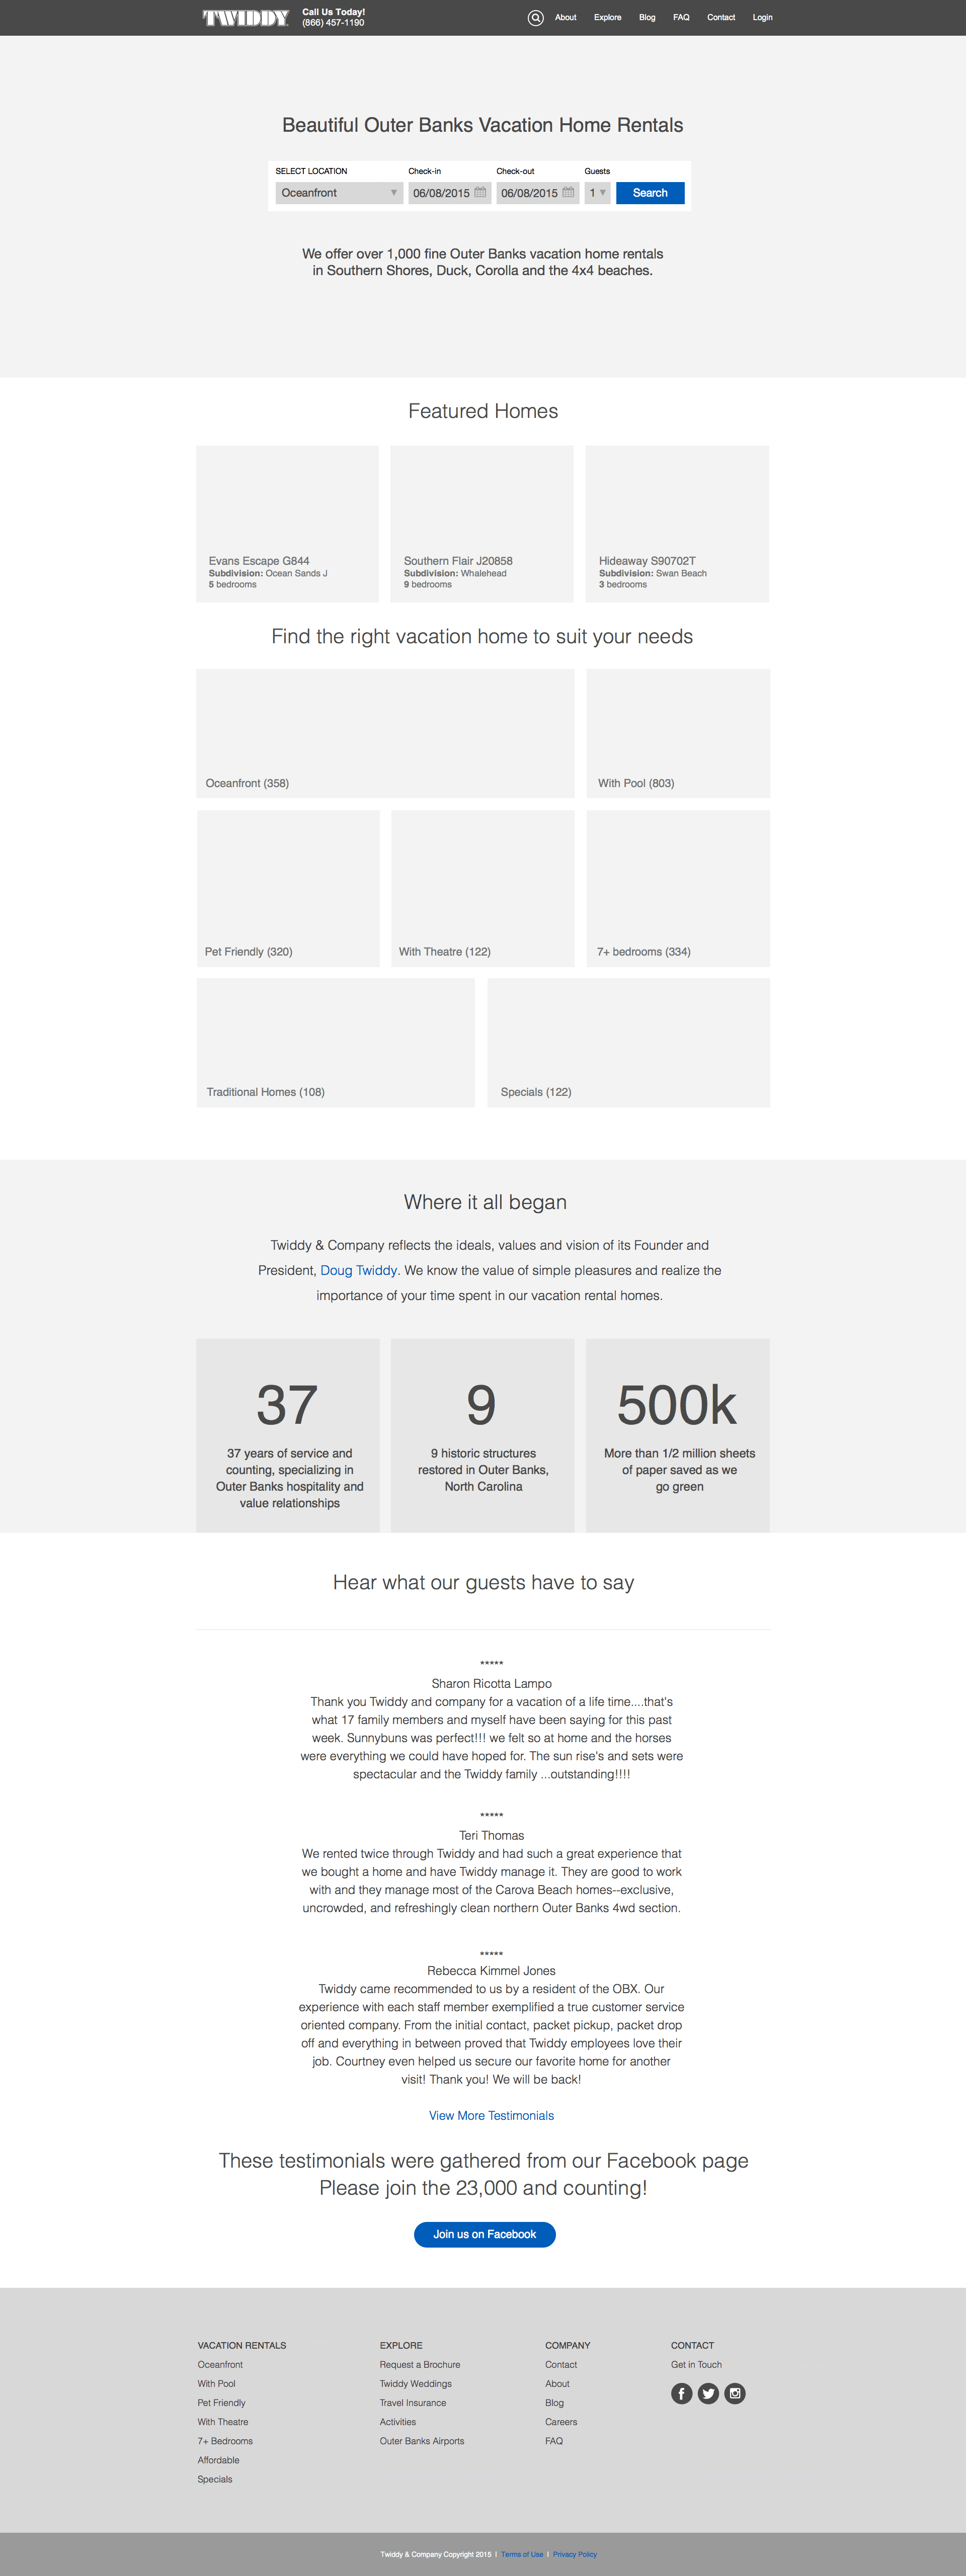 TWIDDY
Call Us Today!
(866) 457-1190
About Explore Blog FAQ Contact Login
Beautiful Outer Banks Vacation Home Rentals
SELECT LOCATION Check-in Check-out Guests
Oceanfront 06/08/2015 06/08/2015 1 Search
We offer over 1,000 fine Outer Banks vacation home rentals
in Southern Shores, Duck, Corolla and the 4x4 beaches.
Featured Homes
Evans Escape G844
Subdivision: Ocean Sands J
5 bedrooms
Southern Flair J20858
Subdivision: Whalehead
9 bedrooms
Hideaway S90702T
Subdivision: Swan Beach
3 bedrooms
Find the right vacation home to suit your needs
Oceanfront (358)
With Pool (803)
Pet Friendly (320)
With Theatre (122)
7+ bedrooms (334)
Traditional Homes (108)
Specials (122)
Where it all began
Twiddy & Company reflects the ideals, values and vision of its Founder and
President, Doug Twiddy. We know the value of simple pleasures and realize the
importance of your time spent in our vacation rental homes.
37
37 years of service and
counting, specializing in
Outer Banks hospitality and
value relationships
9
9 historic structures
restored in Outer Banks,
North Carolina
500k
More than 1/2 million sheets
of paper saved as we
go green
Hear what our guests have to say
*****
Sharon Ricotta Lampo
Thank you Twiddy and company for a vacation of a life time....that's
what 17 family members and myself have been saying for this past
week. Sunnybuns was perfect!!! we felt so at home and the horses
were everything we could have hoped for. The sun rise's and sets were
spectacular and the Twiddy family ...outstanding!!!!
*****
Teri Thomas
We rented twice through Twiddy and had such a great experience that
we bought a home and have Twiddy manage it. They are good to work
with and they manage most of the Carova Beach homes--exclusive,
uncrowded, and refreshingly clean northern Outer Banks 4wd section.
*****
Rebecca Kimmel Jones
Twiddy came recommended to us by a resident of the OBX. Our
experience with each staff member exemplified a true customer service
oriented company. From the initial contact, packet pickup, packet drop
off and everything in between proved that Twiddy employees love their
job. Courtney even helped us secure our favorite home for another
visit! Thank you! We will be back!
View More Testimonials
These testimonials were gathered from our Facebook page
Please join the 23,000 and counting!
Join us on Facebook
VACATION RENTALS
Oceanfront
With Pool
Pet Friendly
With Theatre
7+ Bedrooms
Affordable
Specials
EXPLORE
Request a Brochure
Twiddy Weddings
Travel Insurance
Activities
Outer Banks Airports
COMPANY
Contact
About
Blog
Careers
FAQ
CONTACT
Get in Touch
Twiddy & Company Copyright 2015 | Terms of Use | Privacy Policy